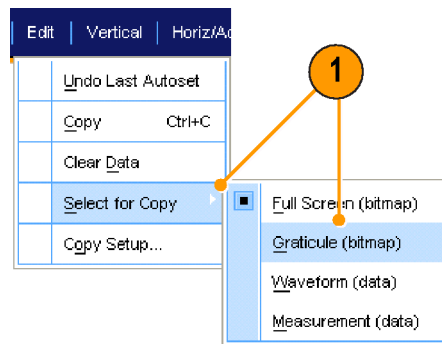 Edit | Vertical | Horiz/Ac
1
Undo Last Autoset
Copy Ctrl+C
Clear Data
Select for Copy
Copy Setup...
Full Screen (bitmap)
Graticule (bitmap)
Waveform (data)
Measurement (data)